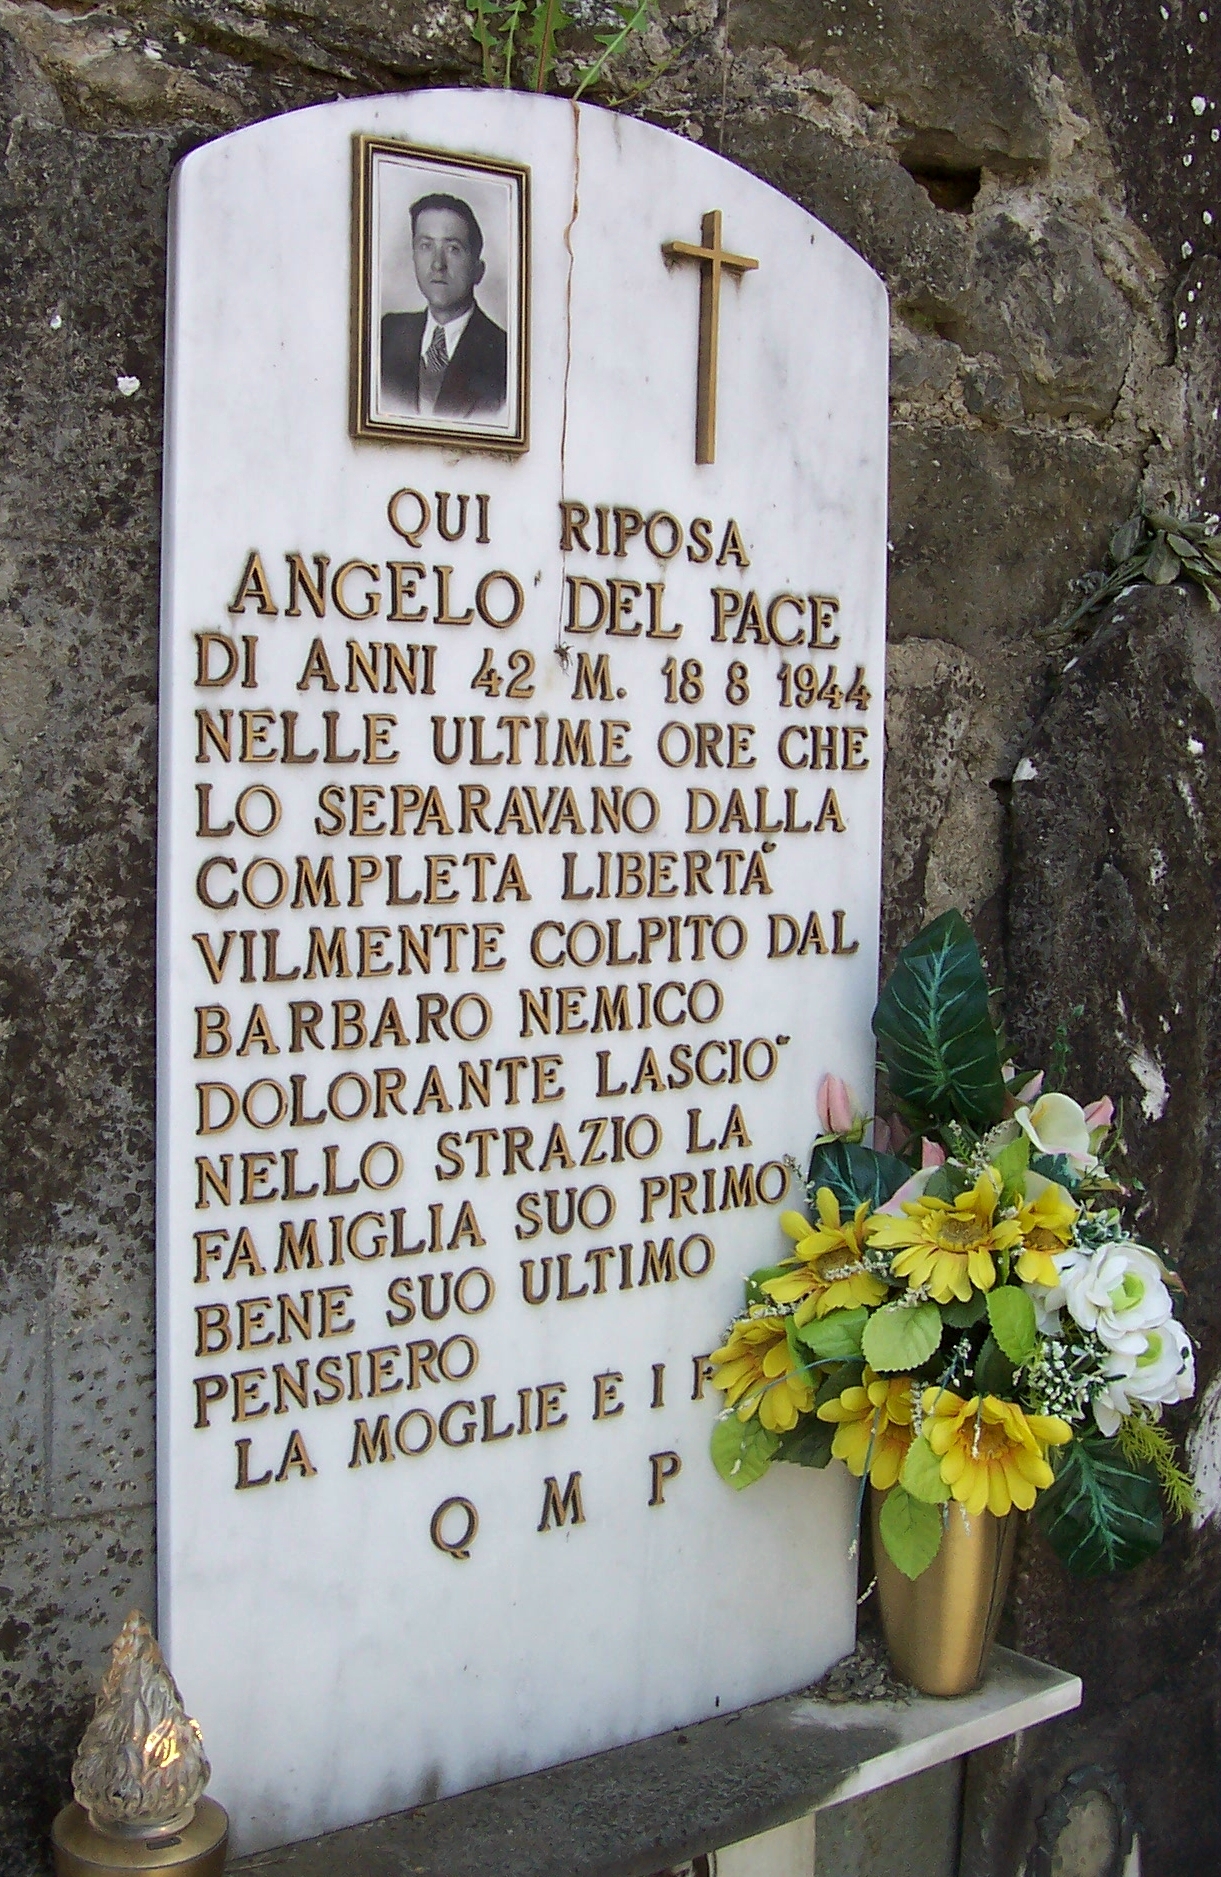 QUI RIPOSA
ANGELO DEL PACE
DI ANNI 42 M. 18 8 1944
NELLE ULTIME ORE CHE
LO SEPARAVANO DALLA
COMPLETA LIBERTÀ
VILMENTE COLPITO DAL
BARBARO NEMICO
DOLORANTE LASCIÒ
NELLO STRAZIO LA
FAMIGLIA SUO PRIMO
BENE SUO ULTIMO
PENSIERO
LA MOGLIE E I
Q M P